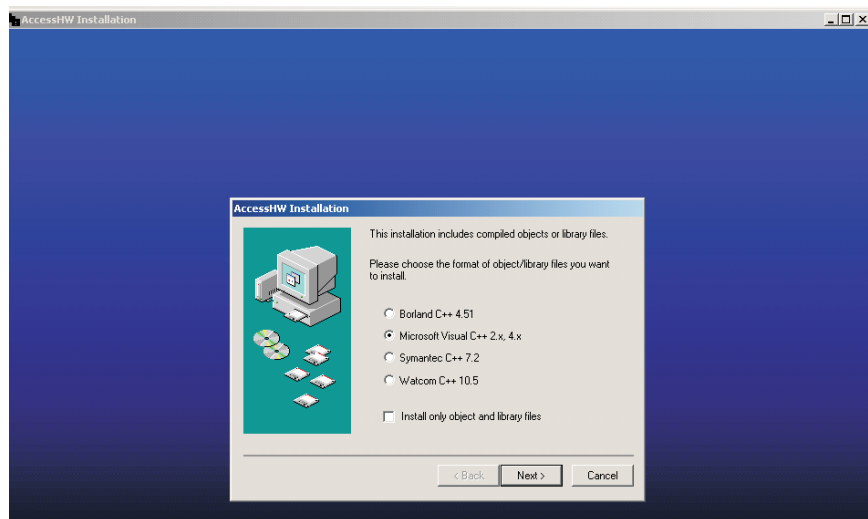 AccessHW Installation
AccessHW Installation
This installation includes compiled objects or library files.
Please choose the format of object/library files you want
to install.
Borland C++ 4.51
Microsoft Visual C++ 2.x, 4.x
Symantec C++ 7.2
Watcom C++ 10.5
Install only object and library files
< Back Next > Cancel